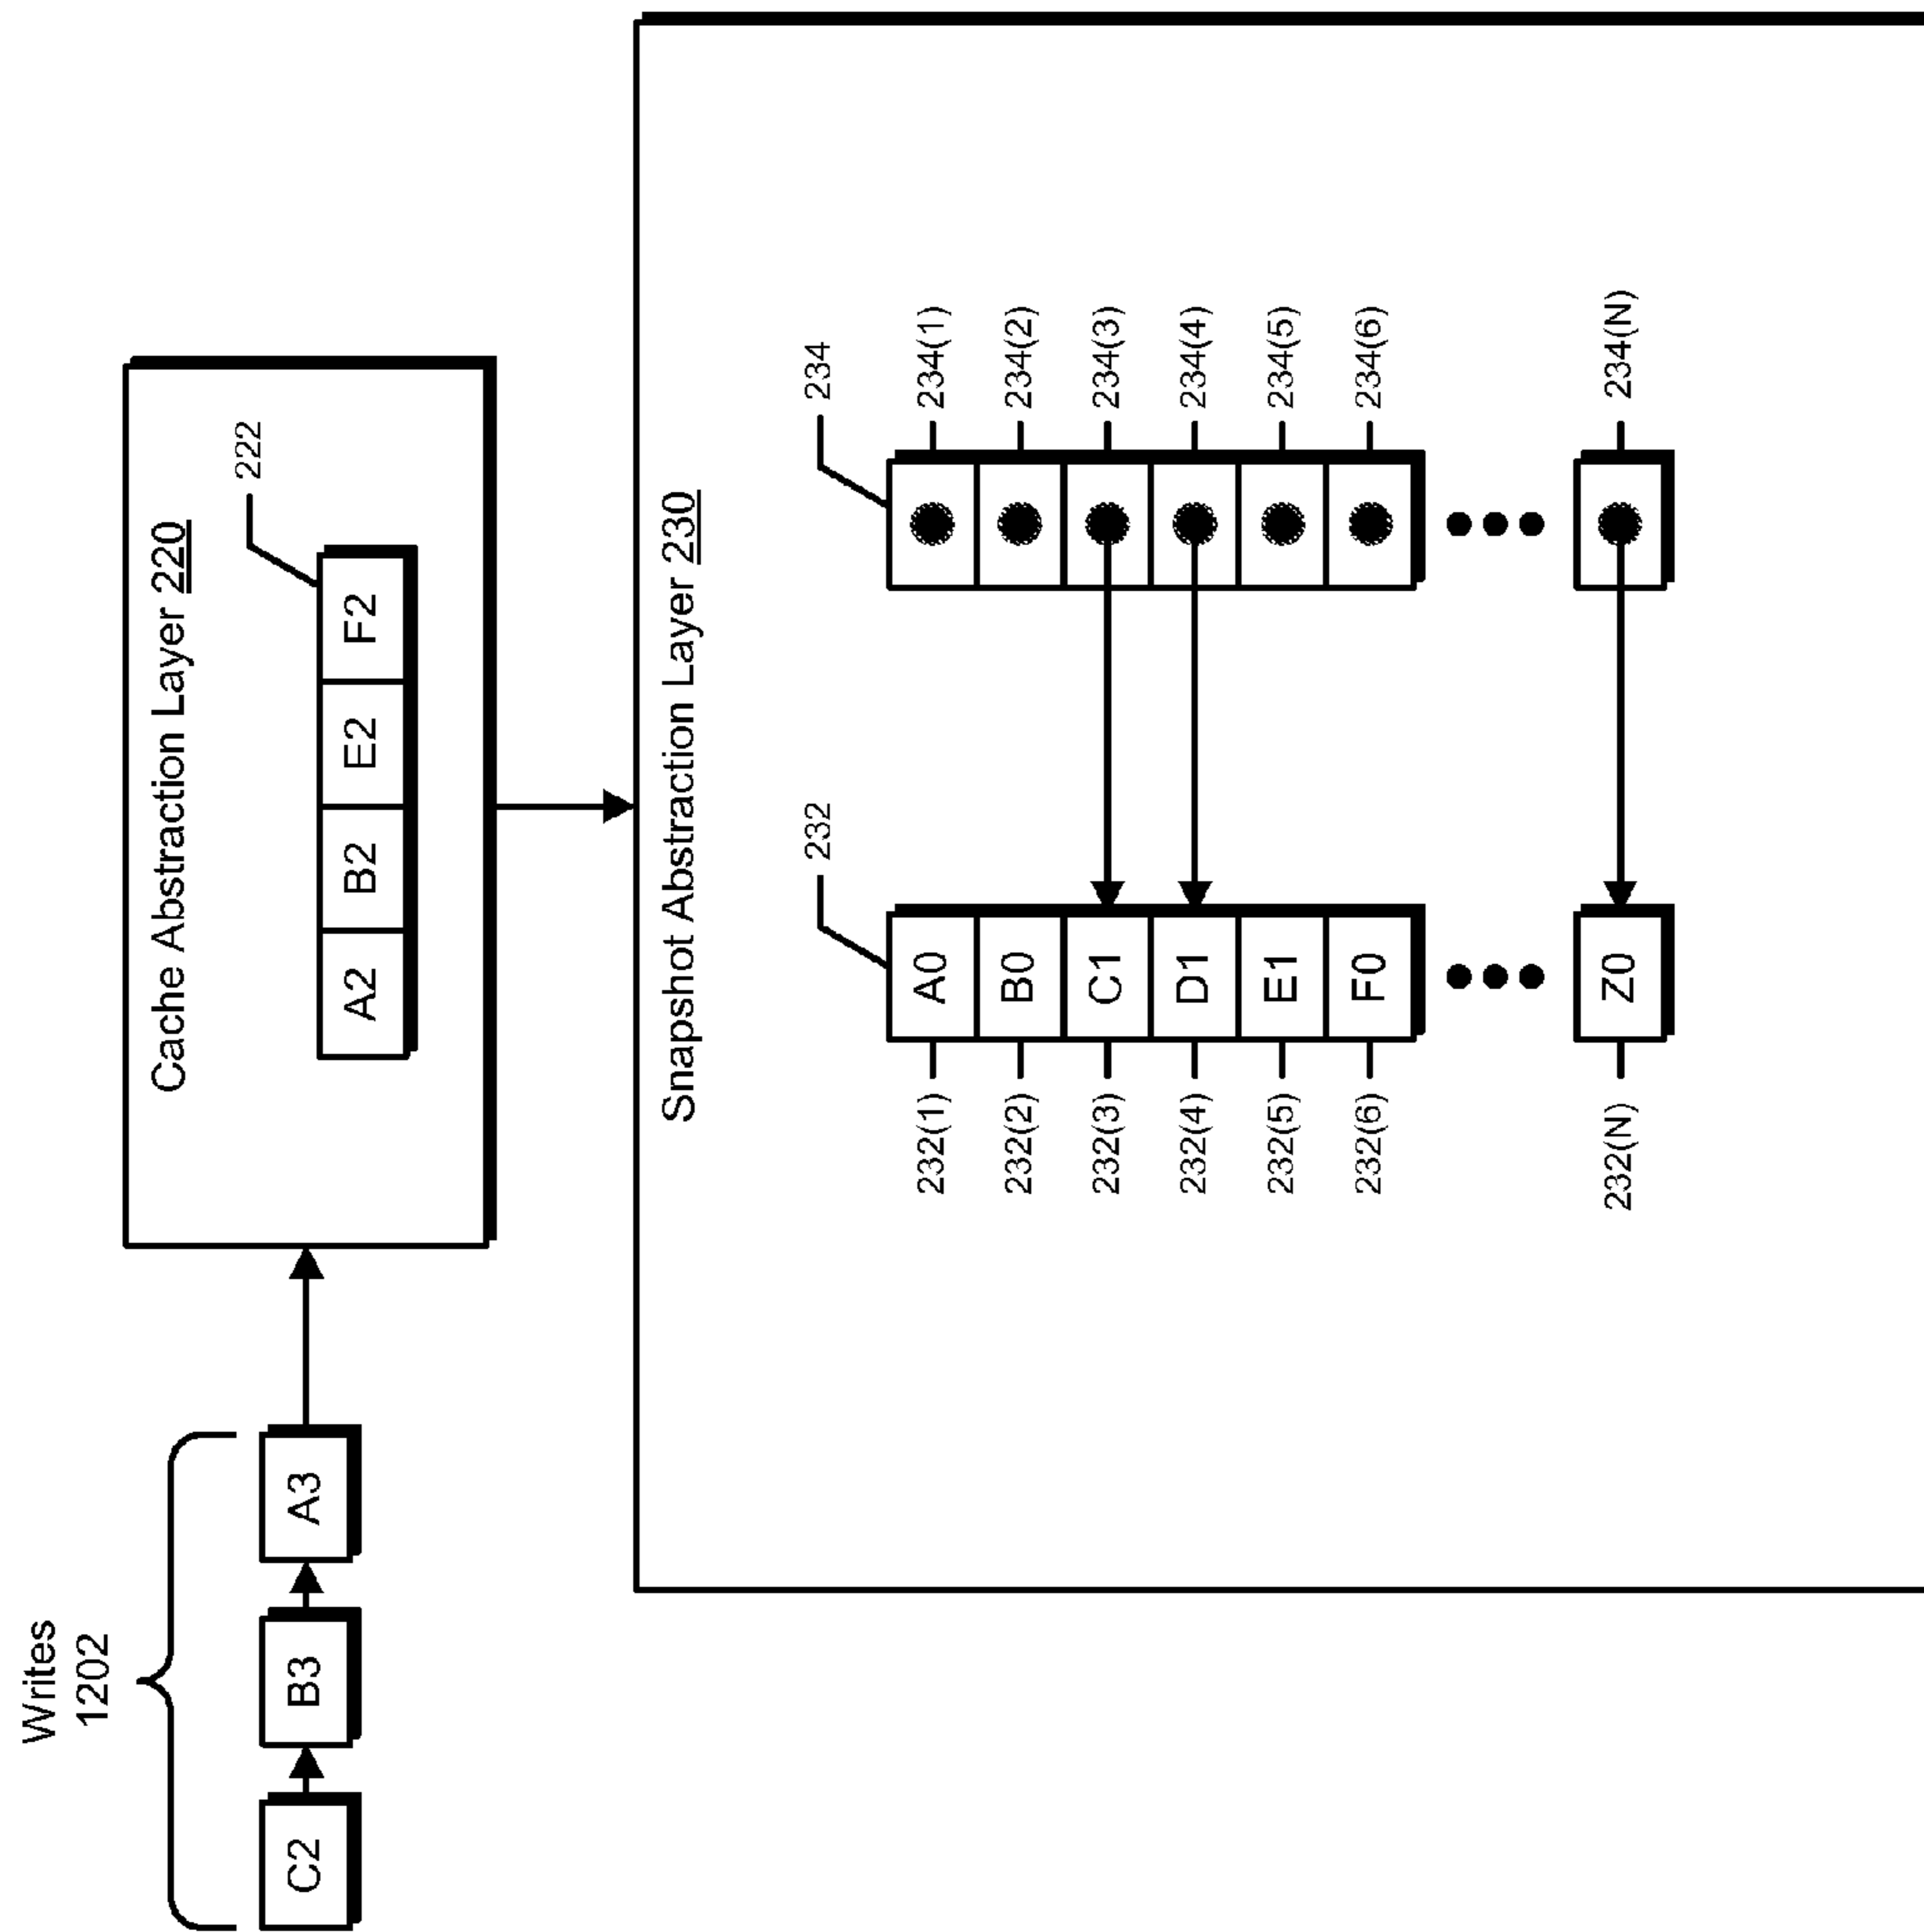 Writes
1202
C2
B3
A3
Cache Abstraction Layer 220
222
A2
B2
E2
F2
Snapshot Abstraction Layer 230
232
234
232(1)
A0
234(1)
232(2)
B0
234(2)
232(3)
C1
234(3)
232(4)
D1
234(4)
232(5)
E1
234(5)
232(6)
F0
234(6)
232(N)
Z0
234(N)